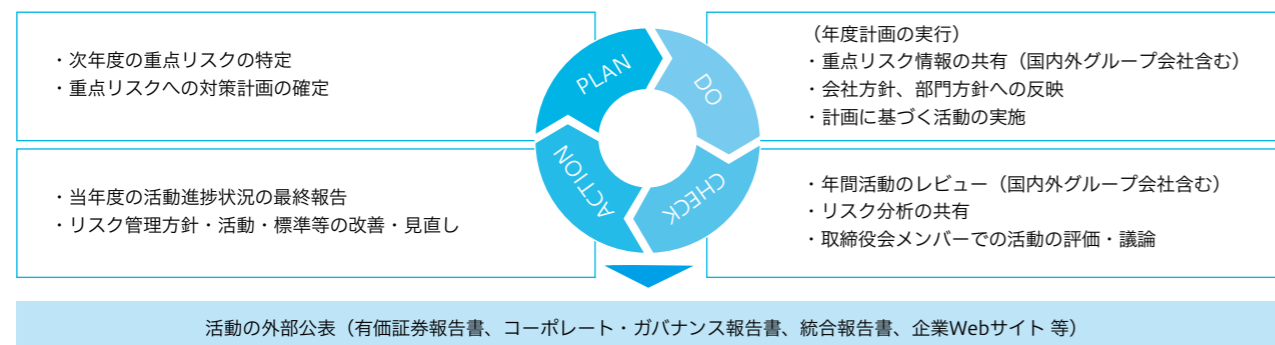 PLAN
・次年度の重点リスクの特定
・重点リスクへの対策計画の確定
DO
（年度計画の実行）
・重点リスク情報の共有（国内外グループ会社含む）
・会社方針、部門方針への反映
・計画に基づく活動の実施
CHECK
・年間活動のレビュー（国内外グループ会社含む）
・リスク分析の共有
・取締役会メンバーでの活動の評価・議論
ACTION
・当年度の活動進捗状況の最終報告
・リスク管理方針・活動・標準等の改善・見直し
活動の外部公表（有価証券報告書、コーポレート・ガバナンス報告書、統合報告書、企業Webサイト 等）